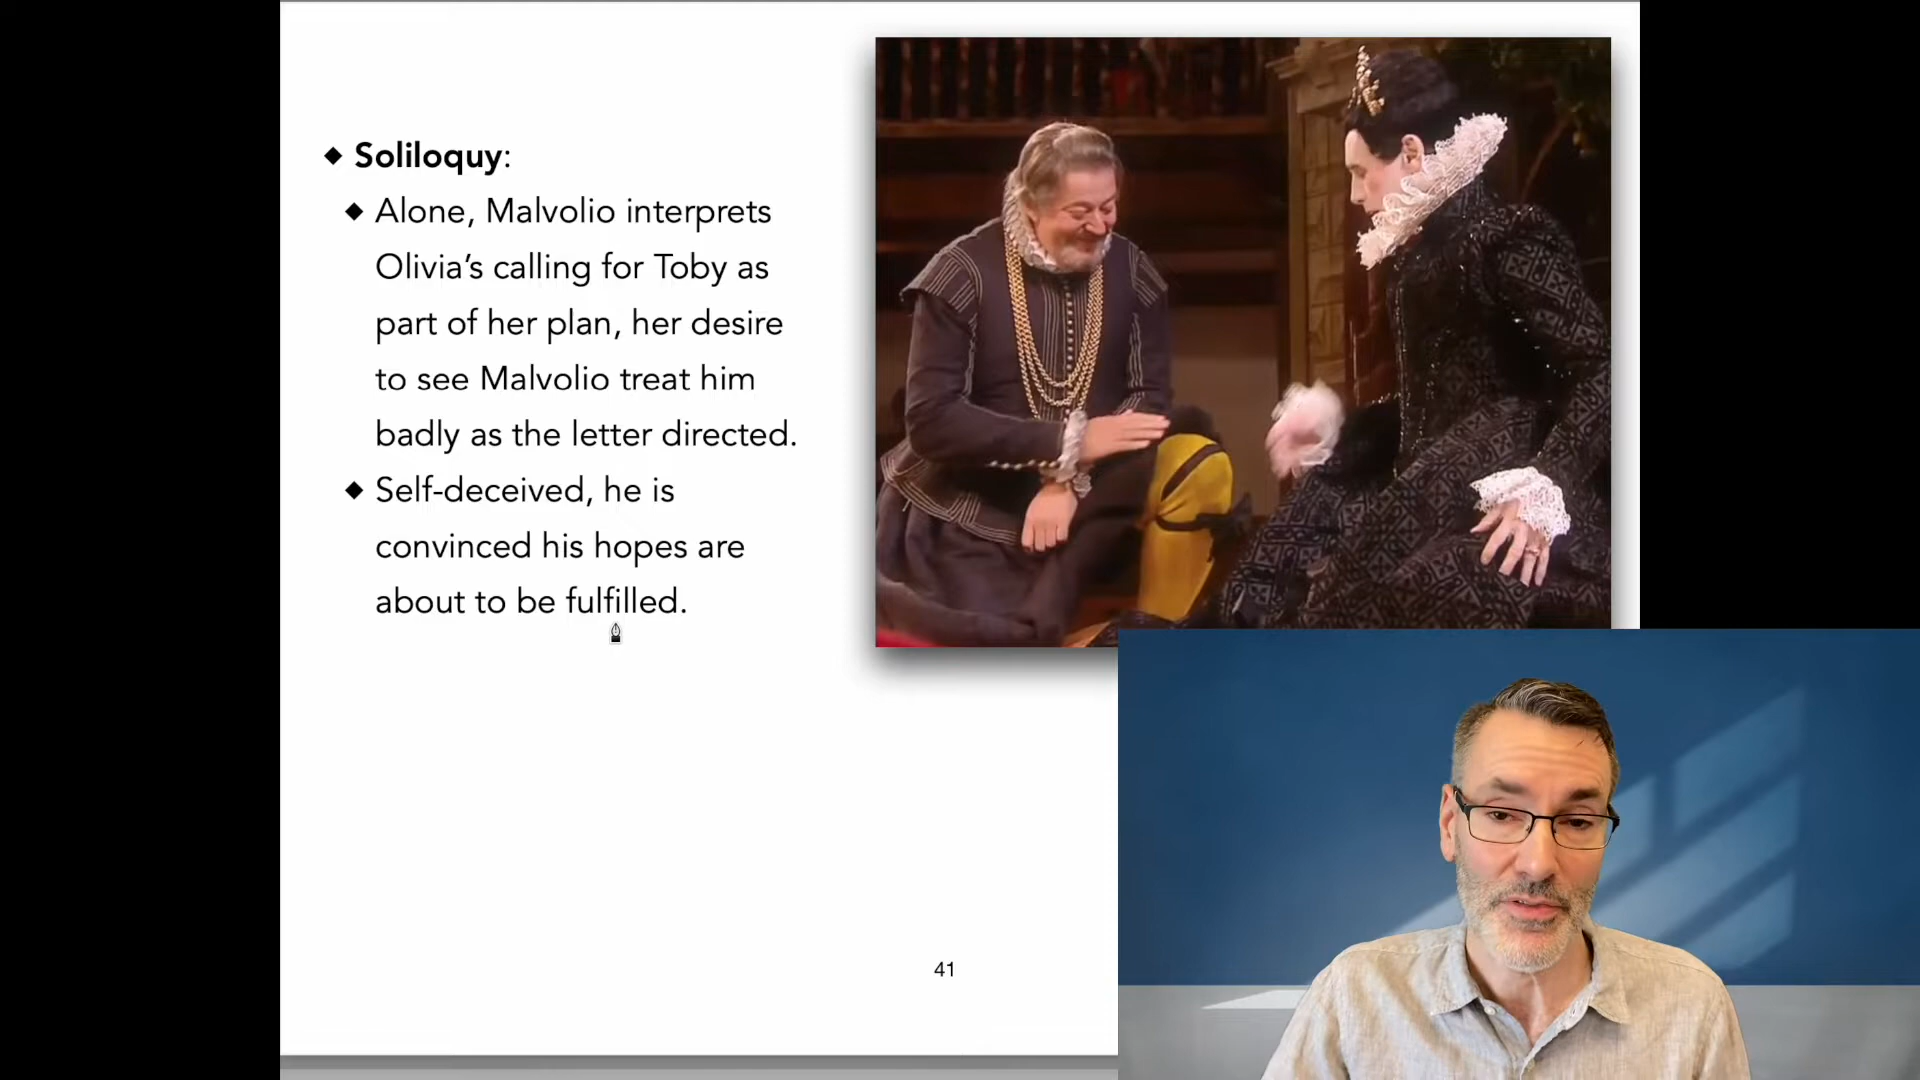 ◆ Soliloquy:
◆ Alone, Malvolio interprets
Olivia’s calling for Toby as
part of her plan, her desire
to see Malvolio treat him
badly as the letter directed.
◆ Self-deceived, he is
convinced his hopes are
about to be fulfilled.
41